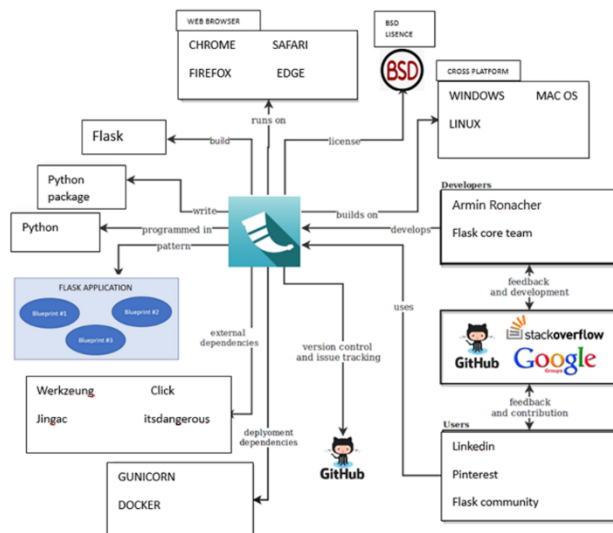 WEB BROWSER
CHROME SAFARI
FIREFOX EDGE
BSD
LISENCE
BSD
CROSS PLATFORM
WINDOWS MAC OS
LINUX
runs on
Flask
build
license
Python
package
write
builds on
Developers
Armin Ronacher
Flask core team
Python
programmed in
develops
pattern
FLASK APPLICATION
Blueprint #1
Blueprint #2
Blueprint #3
feedback
and development
external
dependencies
version control
and issue tracking
uses
GitHub
stackoverflow
Google
Groups
feedback
and contribution
Werkzeung Click
Jingac itsdangerous
deplyoment
dependencies
GitHub
Users
Linkedin
Pinterest
Flask community
GUNICORN
DOCKER